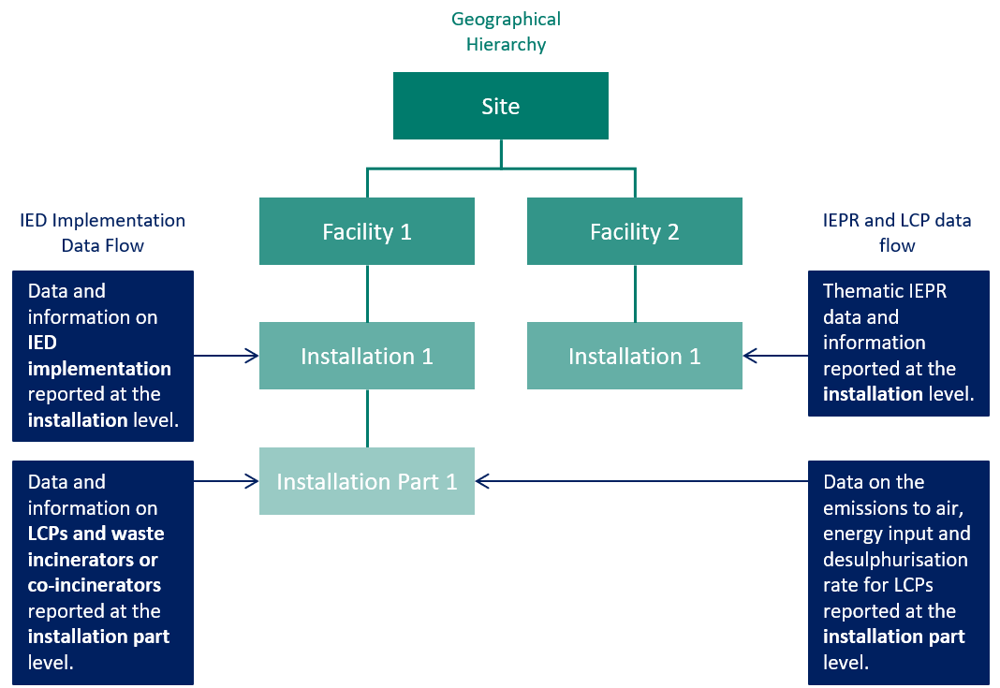 Geographical
Hierarchy
Site
Facility 1
Facility 2
IED Implementation
Data Flow
IEPR and LCP data
flow
Data and
information on
IED
implementation
reported at the
installation level.
Installation 1
Installation 1
Thematic IEPR
data and
information
reported at the
installation level.
Data and
information on
LCPs and waste
incinerators or
co-incinerators
reported at the
installation part
level.
Installation Part 1
Data on the
emissions to air,
energy input and
desulphurisation
rate for LCPs
reported at the
installation part
level.